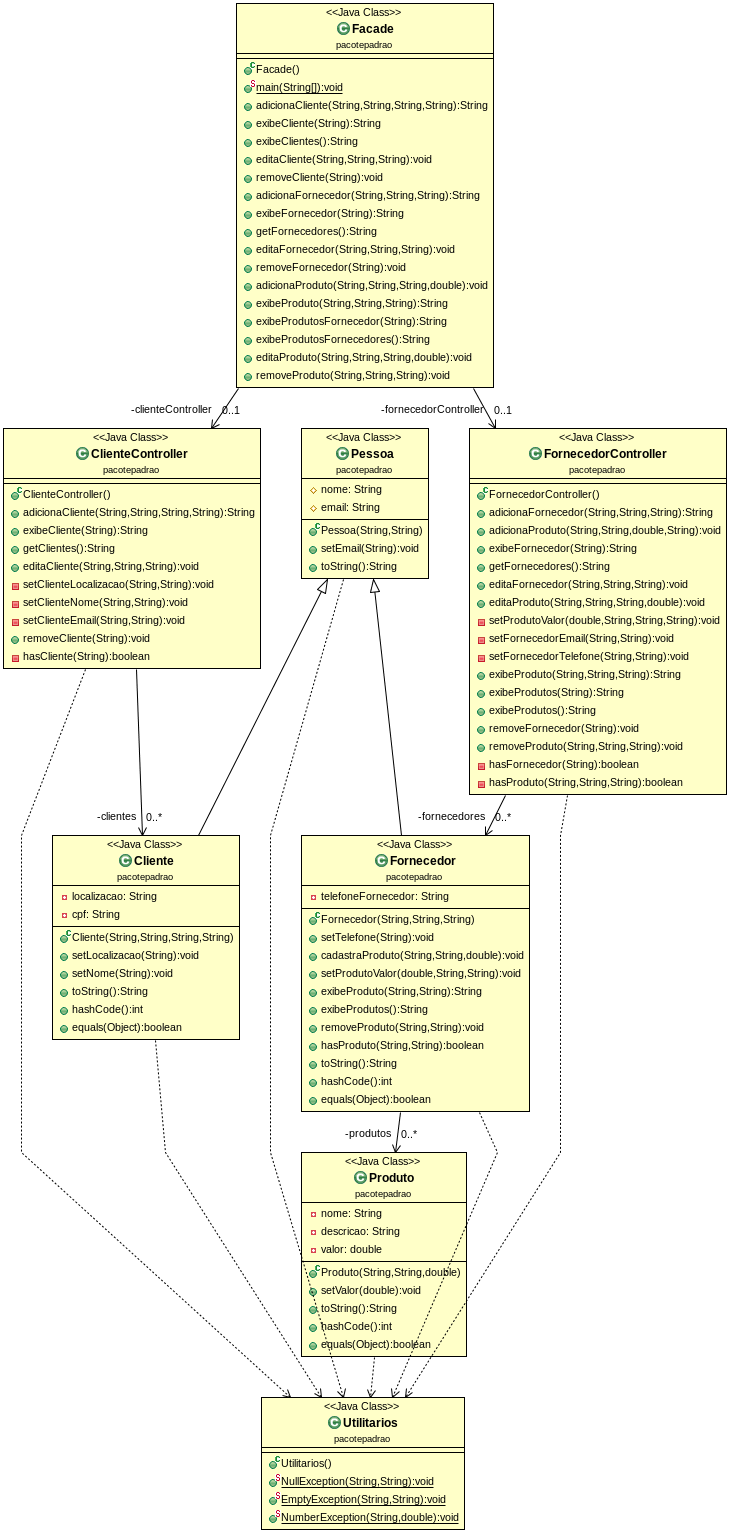 <<Java Class>>
Facade
pacotepadrao
Facade()
main(String[]):void
adicionaCliente(String,String,String,String):String
exibeCliente(String):String
exibeClientes():String
editaCliente(String,String,String):void
removeCliente(String):void
adicionaFornecedor(String,String,String):String
exibeFornecedor(String):String
getFornecedores():String
editaFornecedor(String,String,String):void
removeFornecedor(String):void
adicionaProduto(String,String,String,double):void
exibeProduto(String,String,String):String
exibeProdutosFornecedor(String):String
exibeProdutosFornecedores():String
editaProduto(String,String,String,double):void
removeProduto(String,String,String):void
-clienteController 0..1
-fornecedorController 0..1
<<Java Class>>
ClienteController
pacotepadrao
ClienteController()
adicionaCliente(String,String,String,String):String
exibeCliente(String):String
getClientes():String
editaCliente(String,String,String):void
setClienteLocalizacao(String,String):void
setClienteNome(String,String):void
setClienteEmail(String,String):void
removeCliente(String):void
hasCliente(String):boolean
<<Java Class>>
Pessoa
pacotepadrao
nome: String
email: String
Pessoa(String,String)
setEmail(String):void
toString():String
<<Java Class>>
FornecedorController
pacotepadrao
FornecedorController()
adicionaFornecedor(String,String,String):String
adicionaProduto(String,String,double,String):void
exibeFornecedor(String):String
getFornecedores():String
editaFornecedor(String,String,String):void
editaProduto(String,String,String,double):void
setProdutoValor(double,String,String,String):void
setFornecedorEmail(String,String):void
setFornecedorTelefone(String,String):void
exibeProduto(String,String,String):String
exibeProdutos(String):String
exibeProdutos():String
removeFornecedor(String):void
removeProduto(String,String,String):void
hasFornecedor(String):boolean
hasProduto(String,String,String):boolean
-clientes 0..*
-fornecedores 0..*
<<Java Class>>
Cliente
pacotepadrao
localizacao: String
cpf: String
Cliente(String,String,String,String)
setLocalizacao(String):void
setNome(String):void
toString():String
hashCode():int
equals(Object):boolean
<<Java Class>>
Fornecedor
pacotepadrao
telefoneFornecedor: String
Fornecedor(String,String,String)
setTelefone(String):void
cadastraProduto(String,String,double):void
setProdutoValor(double,String,String):void
exibeProduto(String,String):String
exibeProdutos():String
removeProduto(String,String):void
hasProduto(String,String):boolean
toString():String
hashCode():int
equals(Object):boolean
-produtos 0..*
<<Java Class>>
Produto
pacotepadrao
nome: String
descricao: String
valor: double
Produto(String,String,double)
setValor(double):void
toString():String
hashCode():int
equals(Object):boolean
<<Java Class>>
Utilitarios
pacotepadrao
Utilitarios()
NullException(String,String):void
EmptyException(String,String):void
NumberException(String,double):void